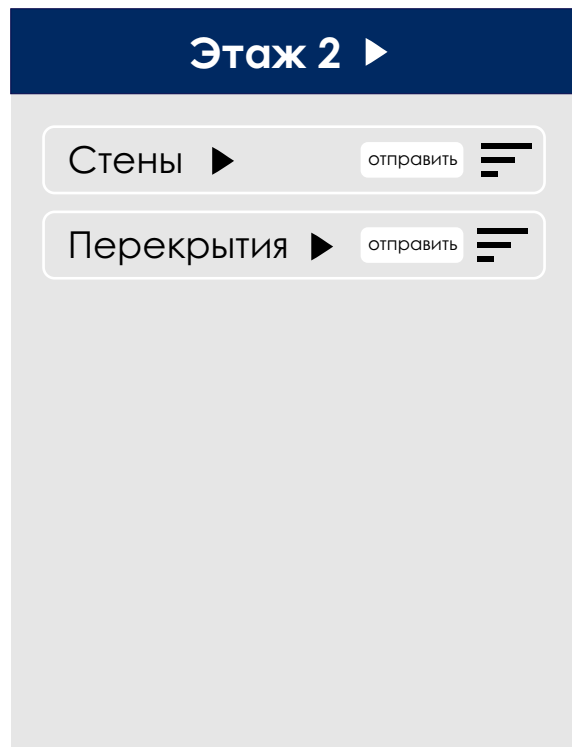 Этаж 2
Стены отправить
Перекрытия отправить